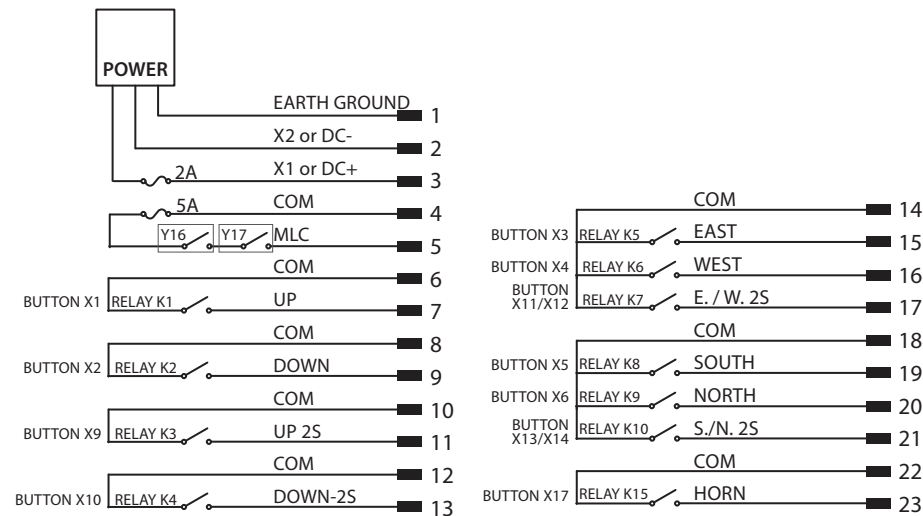 POWER
EARTH GROUND 1
X2 or DC- 2
2A X1 or DC+ 3
5A COM 4
Y16 Y17 MLC 5
COM 6
BUTTON X1 RELAY K1 UP 7
COM 8
BUTTON X2 RELAY K2 DOWN 9
COM 10
BUTTON X9 RELAY K3 UP 2S 11
COM 12
BUTTON X10 RELAY K4 DOWN-2S 13
COM 14
BUTTON X3 RELAY K5 EAST 15
BUTTON X4 RELAY K6 WEST 16
BUTTON
X11/X12 RELAY K7 E. / W. 2S 17
COM 18
BUTTON X5 RELAY K8 SOUTH 19
BUTTON X6 RELAY K9 NORTH 20
BUTTON
X13/X14 RELAY K10 S./N. 2S 21
COM 22
BUTTON X17 RELAY K15 HORN 23